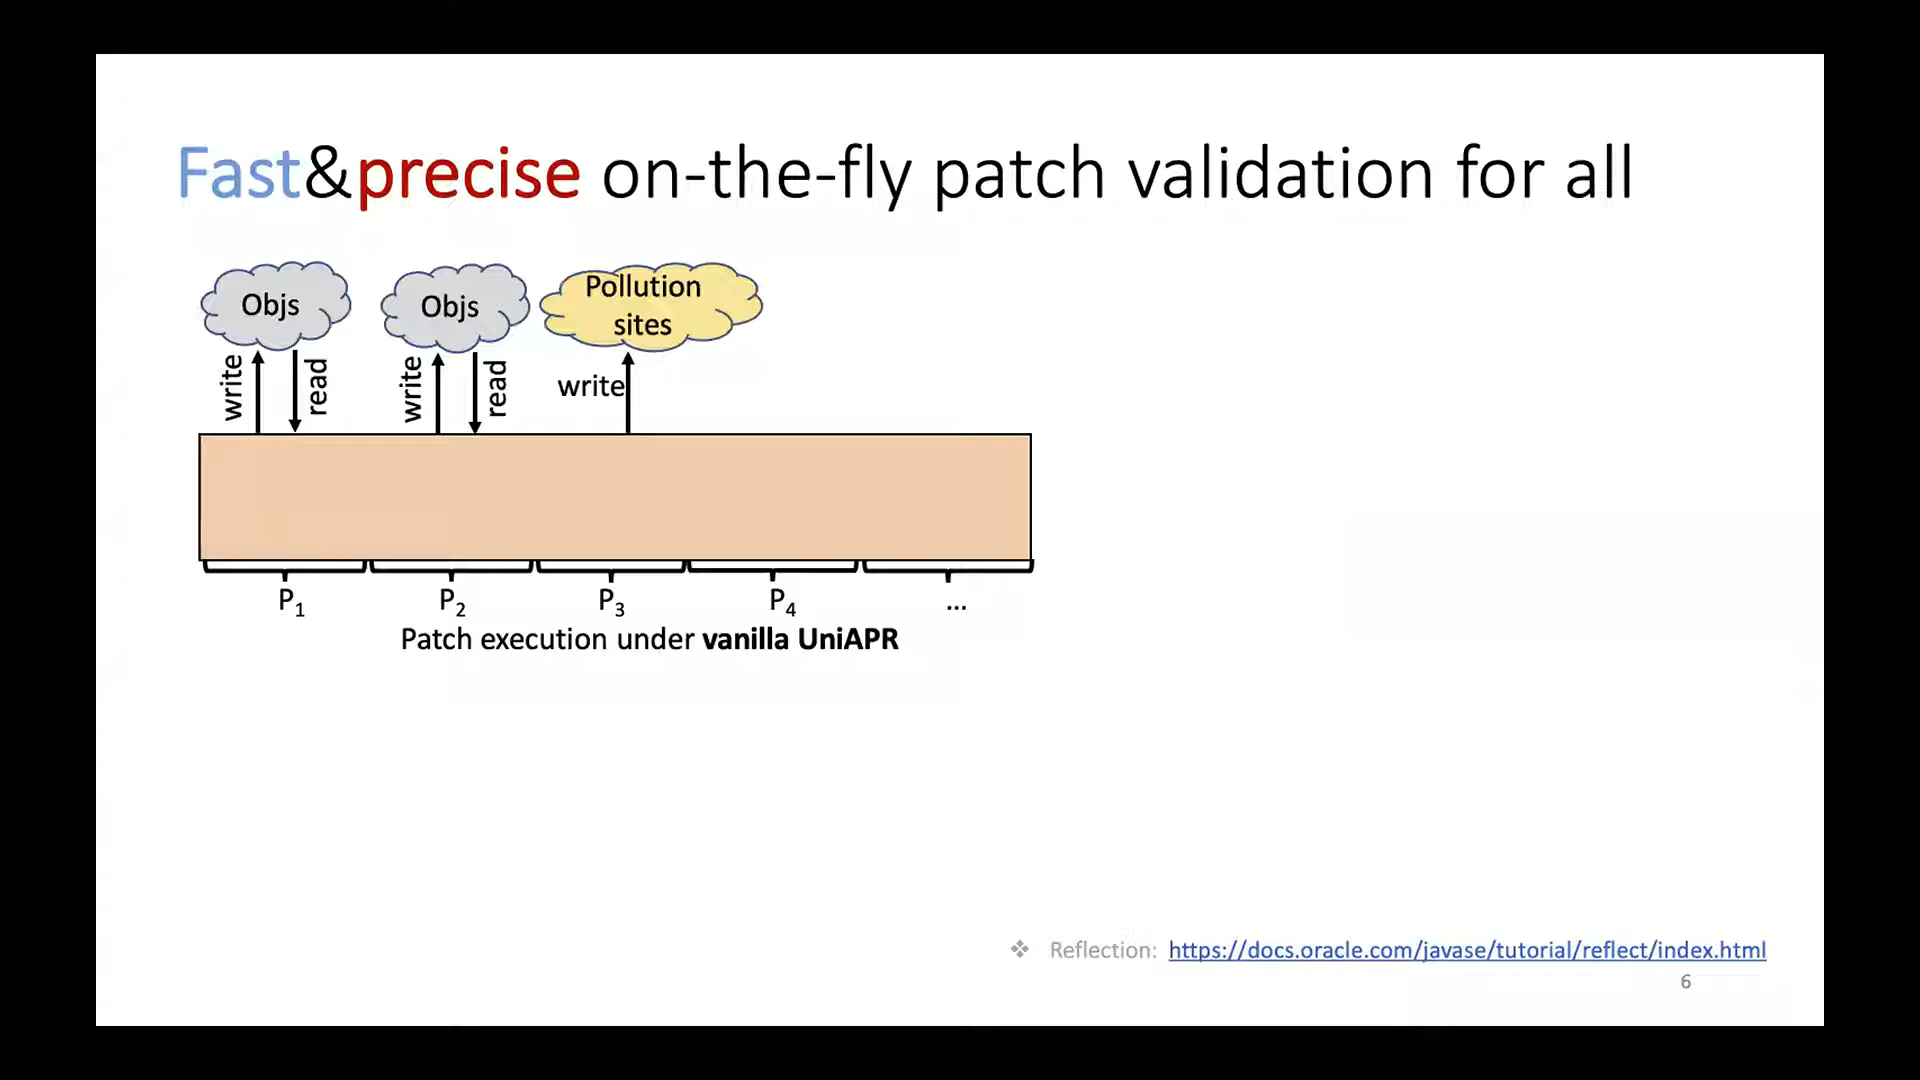 Fast&precise on-the-fly patch validation for all
Objs
Objs
Pollution
sites
write
read
write
read
write
P1
P2
P3
P4
...
Patch execution under vanilla UniAPR
❖ Reflection: https://docs.oracle.com/javase/tutorial/reflect/index.html
6